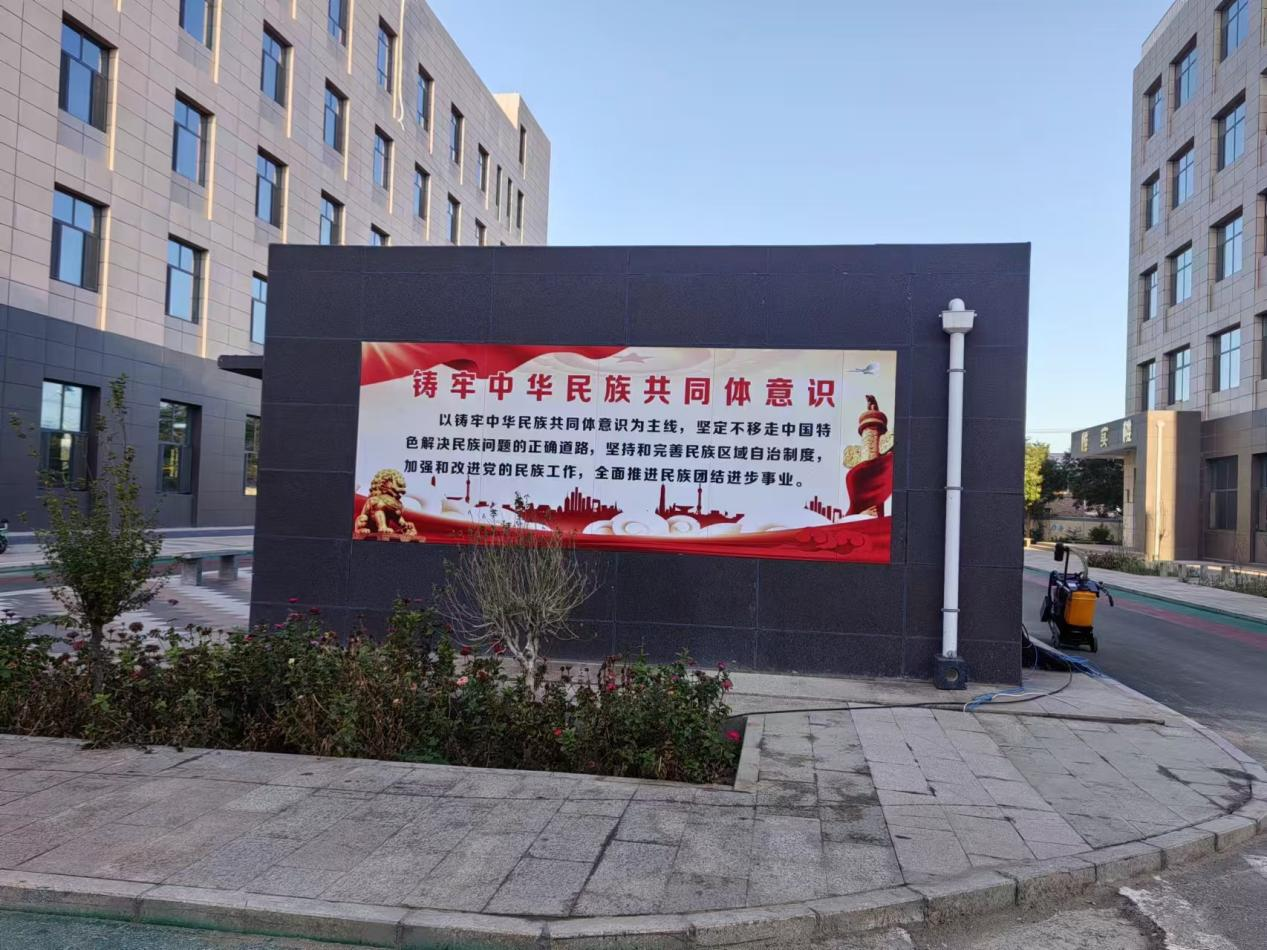 铸牢中华民族共同体意识
以铸牢中华民族共同体意识为主线，坚定不移走中国特
色解决民族问题的正确道路，坚持和完善民族区域自治制度，
加强和改进党的民族工作，全面推进民族团结进步事业。